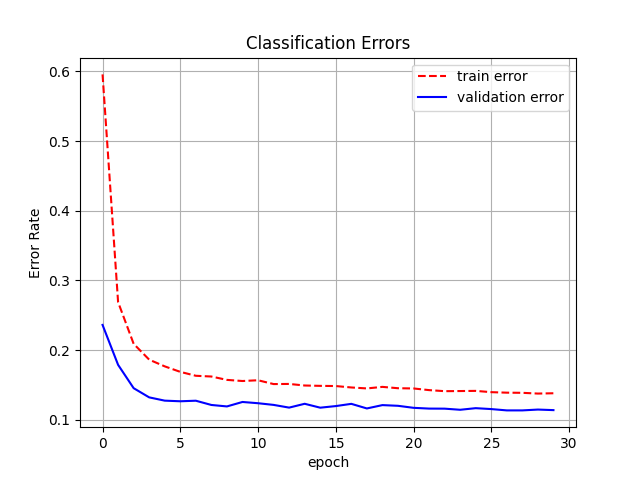 Classification Errors
train error
validation error
0.6
0.5
0.4
0.3
0.2
0.1
Error Rate
0 5 10 15 20 25 30
epoch